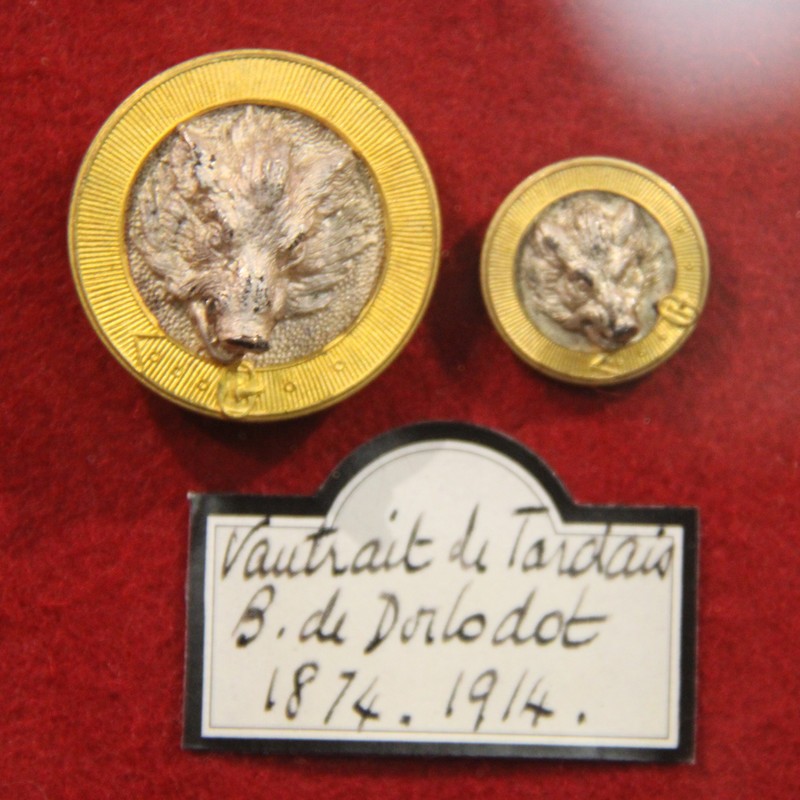 Vautrait de Tardais
B. de Dorlodot
1874. 1914.